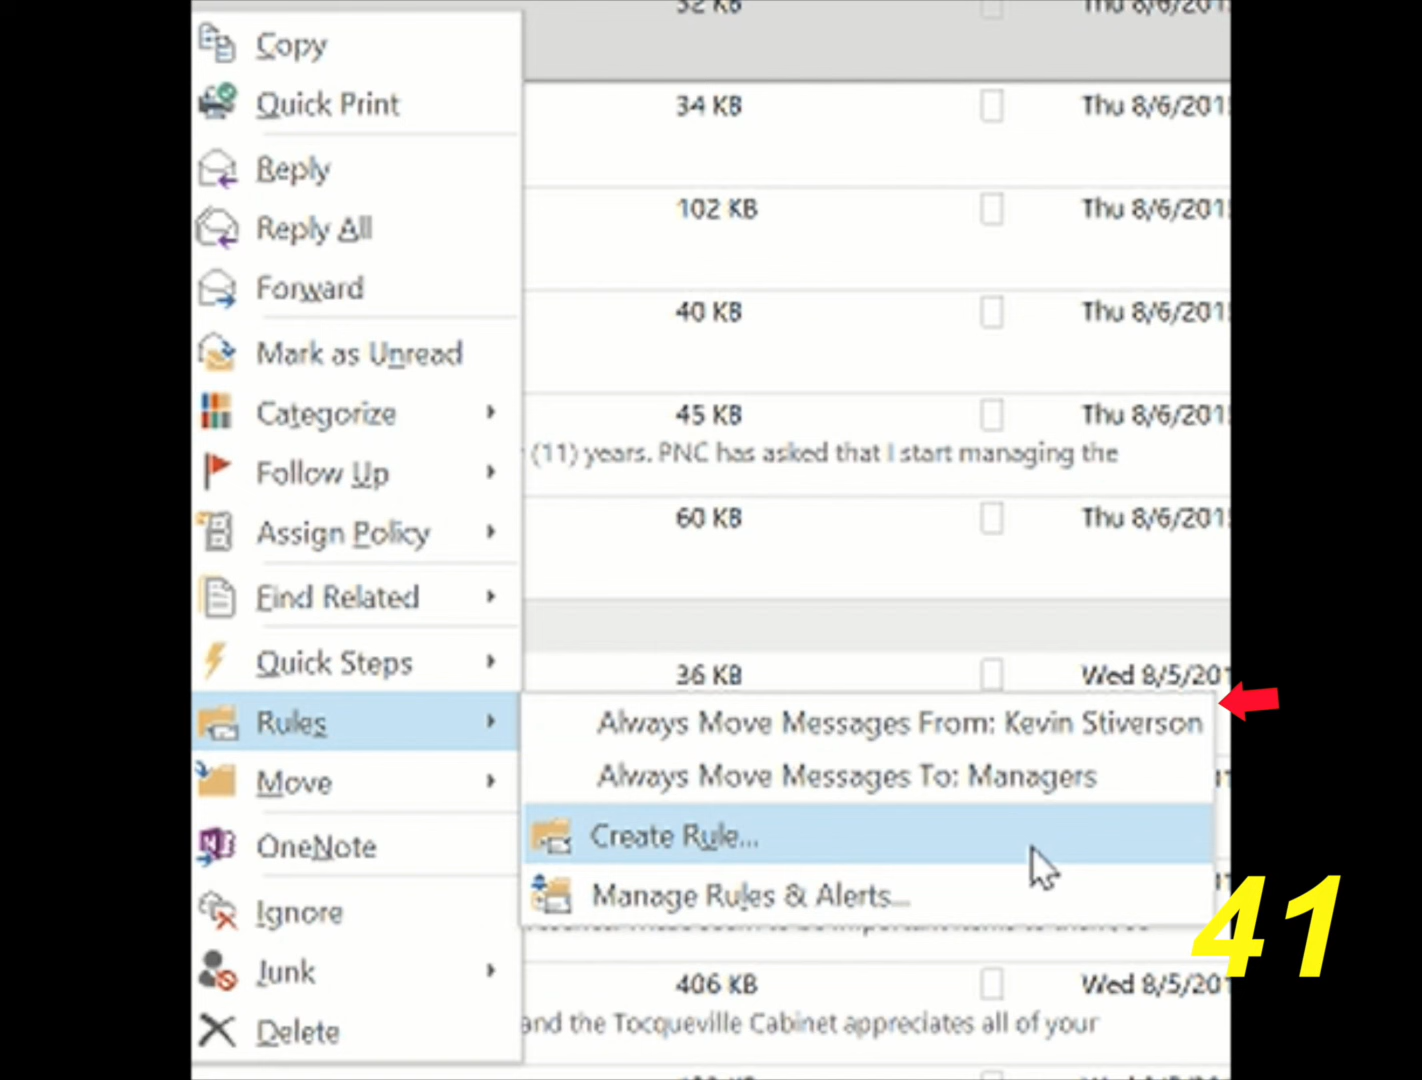 Copy
Quick Print
34 KB Thu 8/6/201
Reply
102 KB Thu 8/6/201
Reply All
Forward
40 KB Thu 8/6/201
Mark as Unread
Categorize
45 KB Thu 8/6/201
(11) years. PNC has asked that I start managing the
Follow Up
60 KB Thu 8/6/201
Assign Policy
Find Related
Quick Steps
36 KB Wed 8/5/201
Rules
Always Move Messages From: Kevin Stiverson
Always Move Messages To: Managers
Move
Create Rule...
OneNote
Manage Rules & Alerts...
Ignore
41
Junk
406 KB Wed 8/5/201
and the Tocqueville Cabinet appreciates all of your
Delete